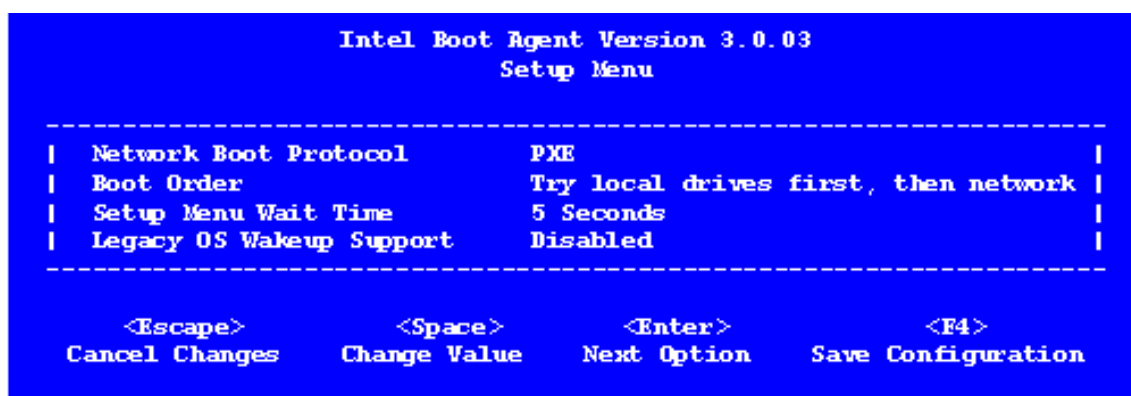 Intel Boot Agent Version 3.0.03
Setup Menu
| Network Boot Protocol PXE |
| Boot Order Try local drives first, then network |
| Setup Menu Wait Time 5 Seconds |
| Legacy OS Wakeup Support Disabled |
<Escape> <Space> <Enter> <F4>
Cancel Changes Change Value Next Option Save Configuration